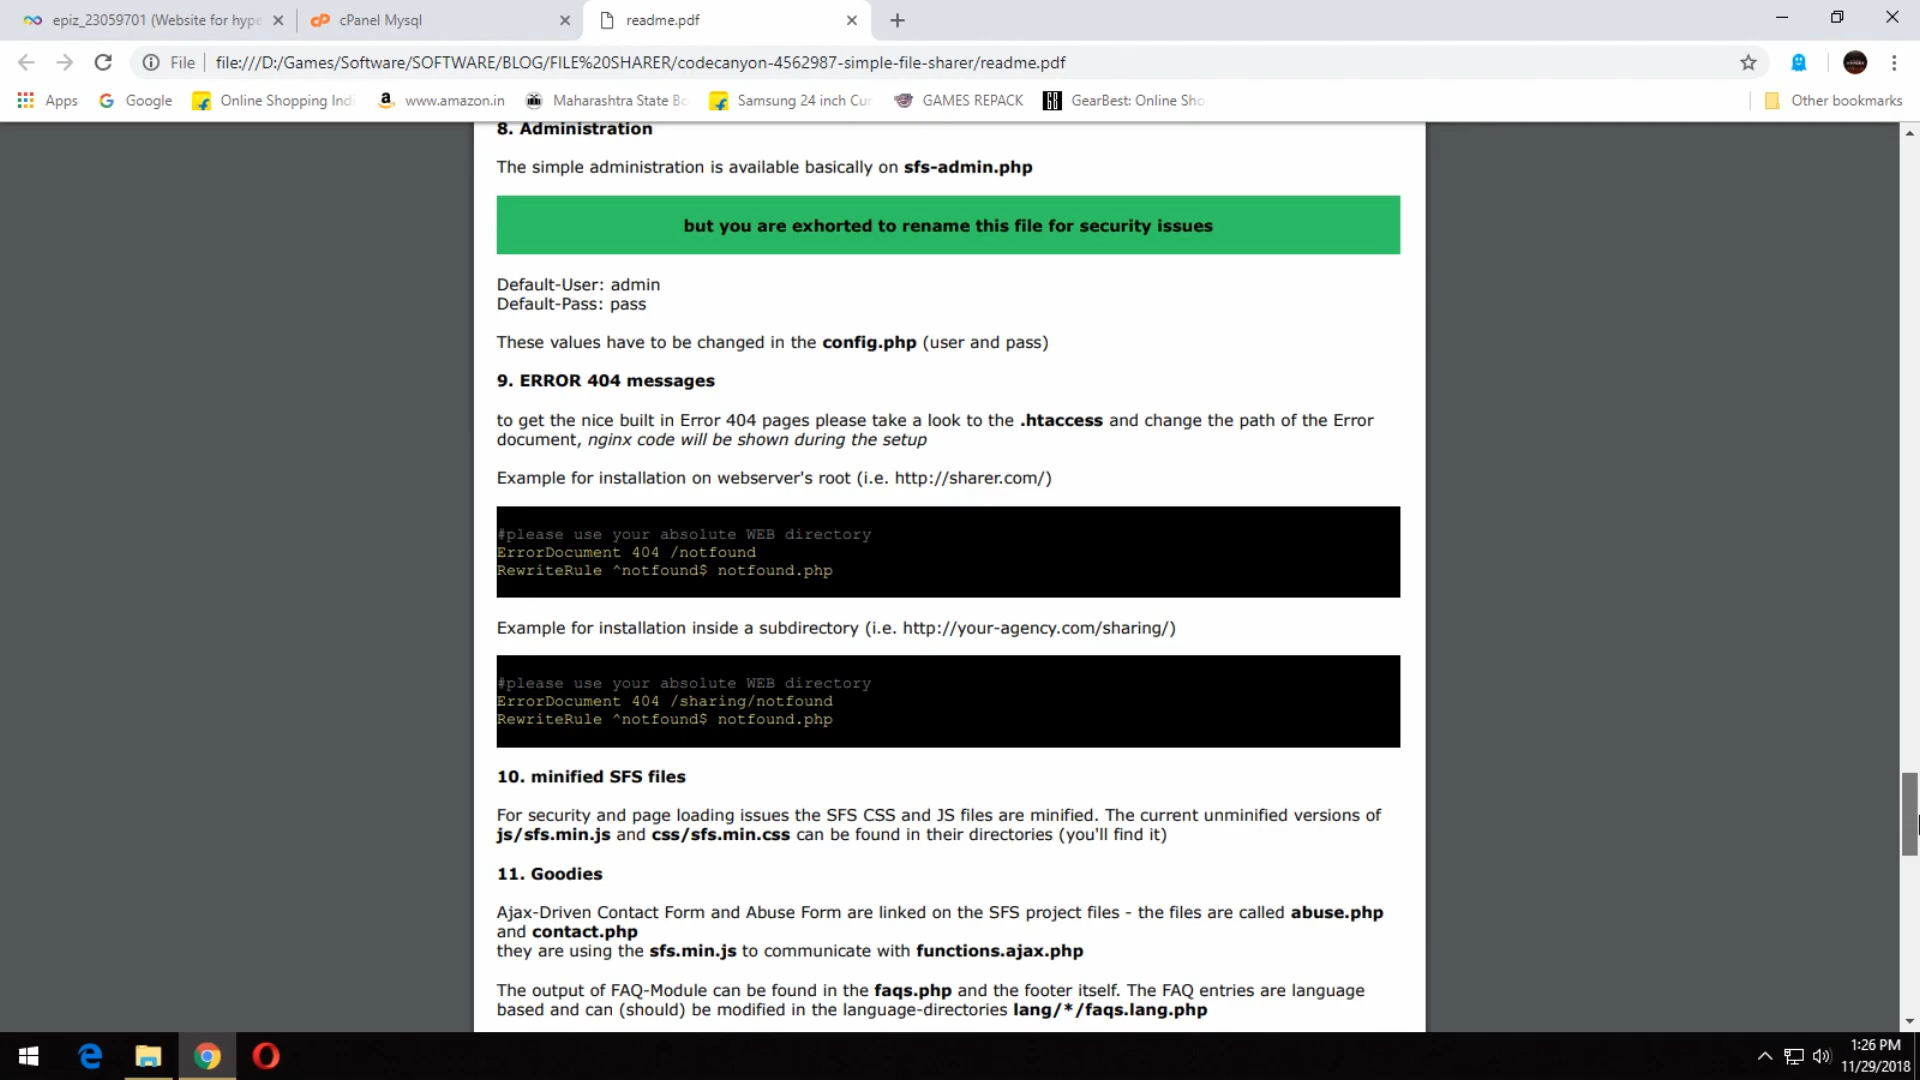 epiz_23059701 (Website for hype
cPanel Mysql
readme.pdf
File
file:///D:/Games/Software/SOFTWARE/BLOG/FILE%20SHARER/codecanyon-4562987-simple-file-sharer/readme.pdf
Apps
Google
Online Shopping Indi
www.amazon.in
Maharashtra State Bo
Samsung 24 inch Cur
GAMES REPACK
GearBest: Online Sho
Other bookmarks
8. Administration
The simple administration is available basically on sfs-admin.php
but you are exhorted to rename this file for security issues
Default-User: admin
Default-Pass: pass
These values have to be changed in the config.php (user and pass)
9. ERROR 404 messages
to get the nice built in Error 404 pages please take a look to the .htaccess and change the path of the Error
document, nginx code will be shown during the setup
Example for installation on webserver's root (i.e. http://sharer.com/)
#please use your absolute WEB directory
ErrorDocument 404 /notfound
RewriteRule ^notfound$ notfound.php
Example for installation inside a subdirectory (i.e. http://your-agency.com/sharing/)
#please use your absolute WEB directory
ErrorDocument 404 /sharing/notfound
RewriteRule ^notfound$ notfound.php
10. minified SFS files
For security and page loading issues the SFS CSS and JS files are minified. The current unminified versions of
js/sfs.min.js and css/sfs.min.css can be found in their directories (you'll find it)
11. Goodies
Ajax-Driven Contact Form and Abuse Form are linked on the SFS project files - the files are called abuse.php
and contact.php
they are using the sfs.min.js to communicate with functions.ajax.php
The output of FAQ-Module can be found in the faqs.php and the footer itself. The FAQ entries are language
based and can (should) be modified in the language-directories lang/*/faqs.lang.php
1:26 PM
11/29/2018